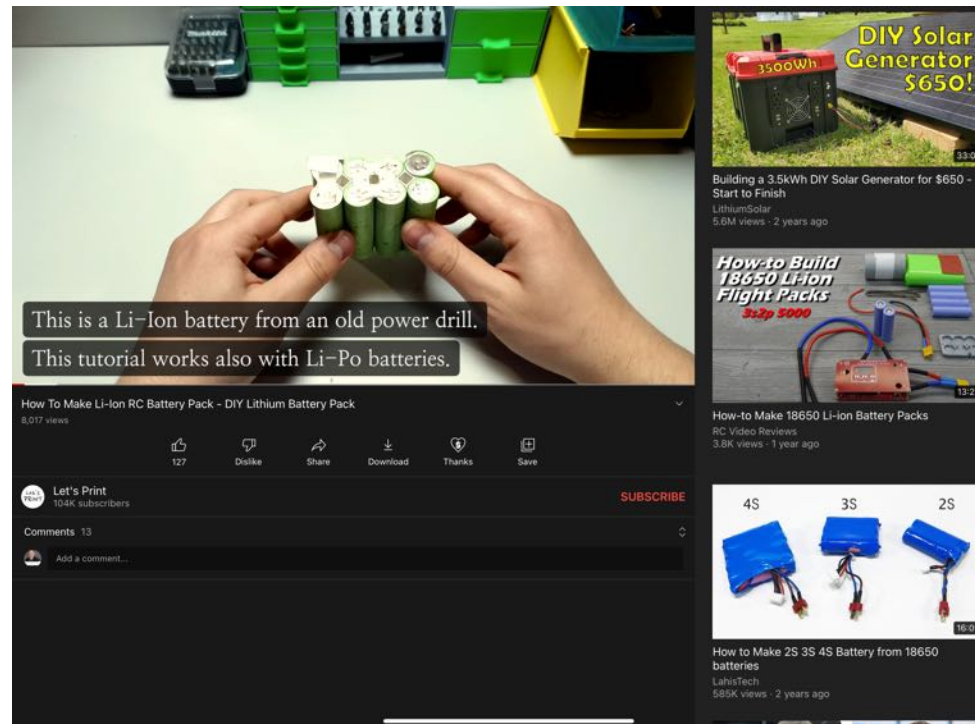 makita
This is a Li-Ion battery from an old power drill.
This tutorial works also with Li-Po batteries.
How To Make Li-Ion RC Battery Pack - DIY Lithium Battery Pack
8,017 views
127
Dislike
Share
Download
Thanks
Save
LET'S
PRINT
Let's Print
104K subscribers
SUBSCRIBE
Comments 13
Add a comment...
3500Wh
DIY Solar
Generator
$650!
Building a 3.5kWh DIY Solar Generator for $650 -
Start to Finish
LithiumSolar
5.6M views · 2 years ago
How-to Build
18650 Li-ion
Flight Packs
3s2p 5000
How-to Make 18650 Li-ion Battery Packs
RC Video Reviews
3.8K views · 1 year ago
4S
3S
2S
How to Make 2S 3S 4S Battery from 18650
batteries
LahisTech
585K views · 2 years ago